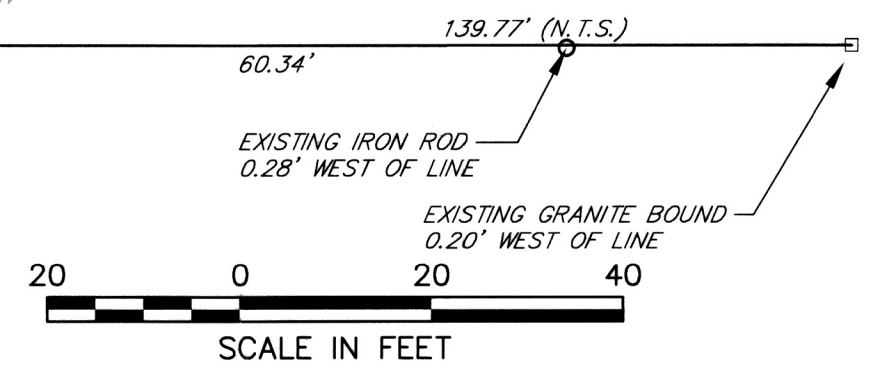 139.77' (N.T.S.)
60.34'
EXISTING IRON ROD
0.28' WEST OF LINE
EXISTING GRANITE BOUND
0.20' WEST OF LINE
20 0 20 40
SCALE IN FEET